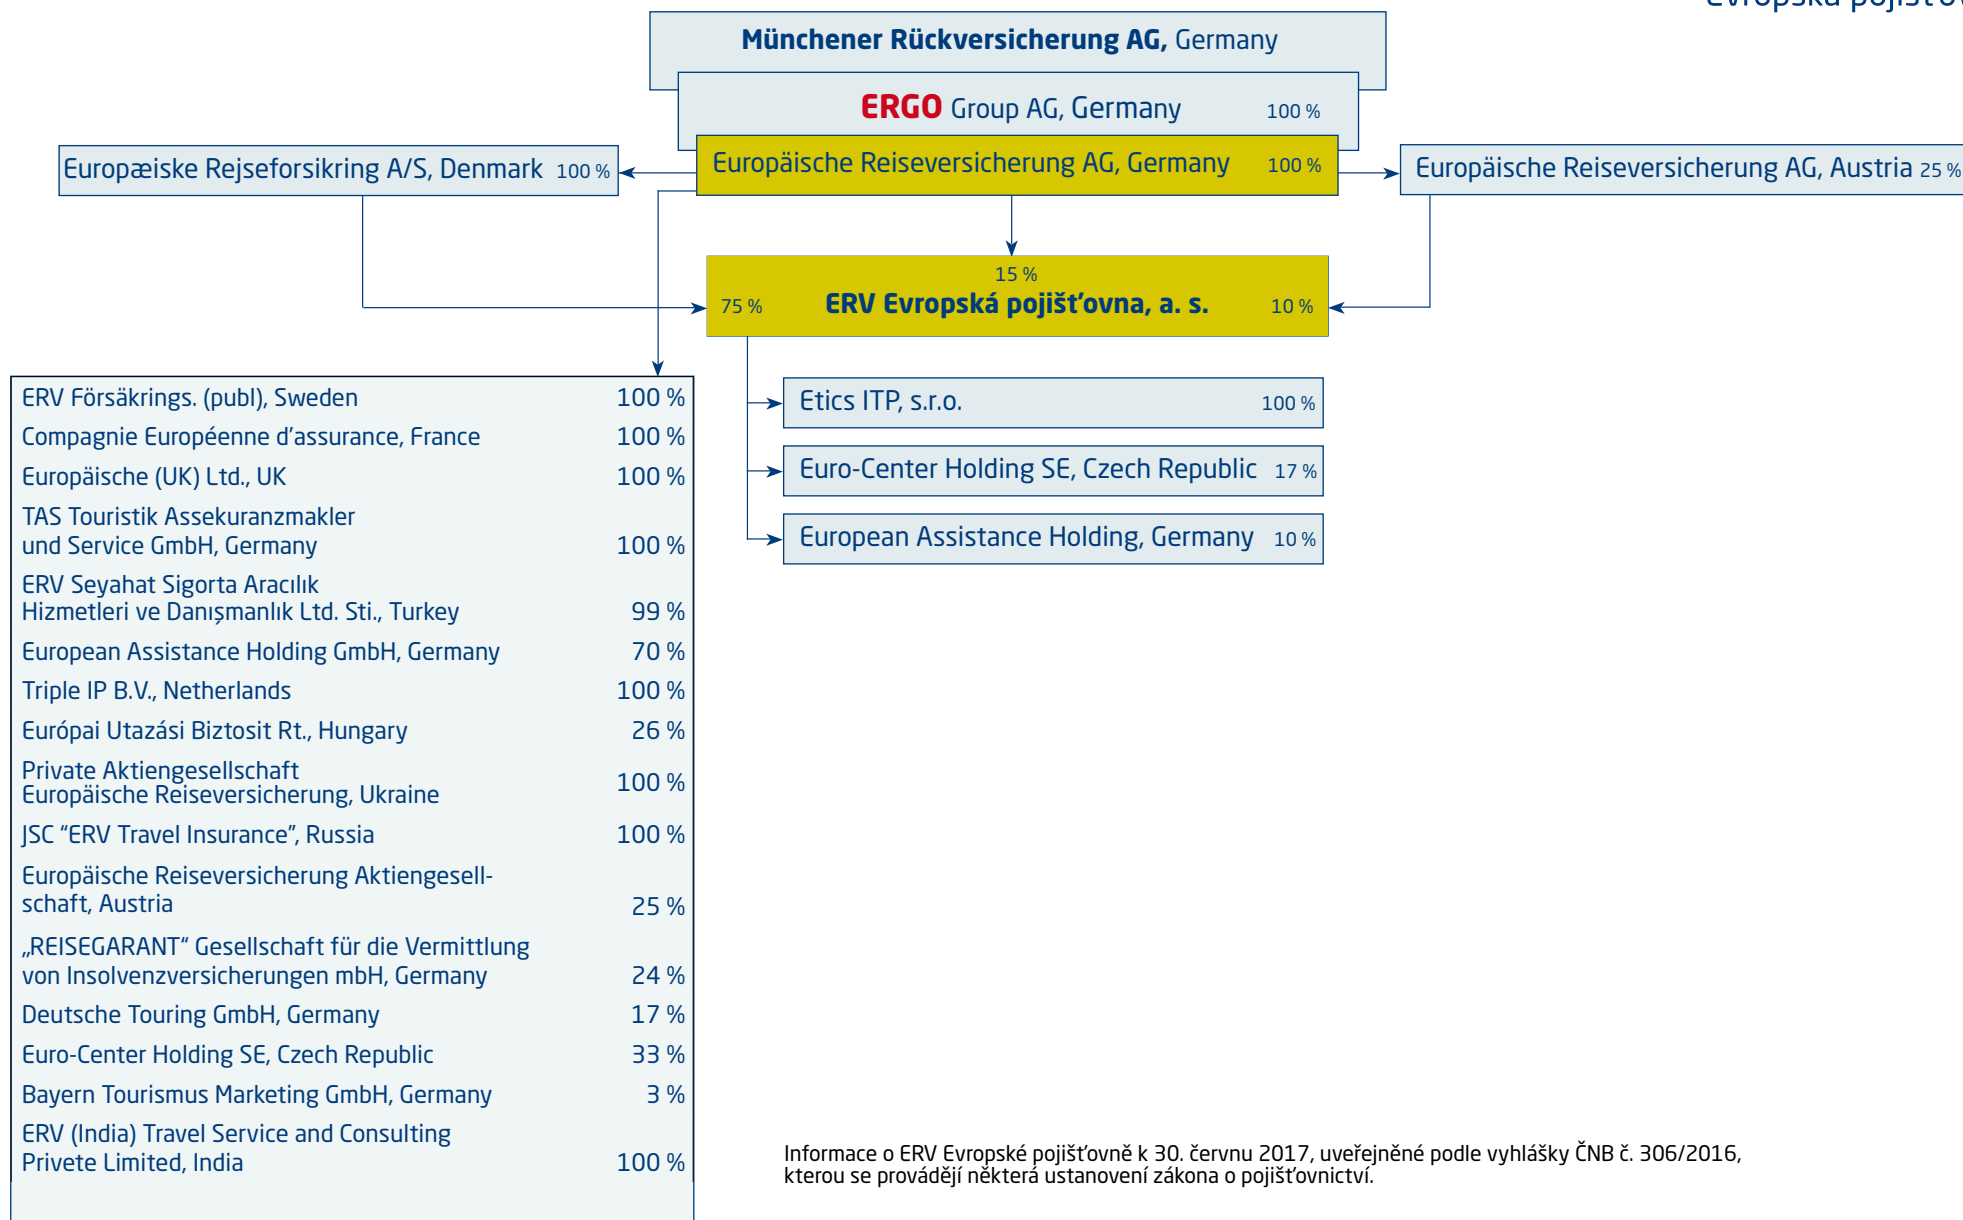 Evropská pojišťov
Münchener Rückversicherung AG, Germany
ERGO Group AG, Germany 100 %
Europæiske Rejseforsikring A/S, Denmark 100 %
Europäische Reiseversicherung AG, Germany 100 %
Europäische Reiseversicherung AG, Austria 25 %
15 %
75 % ERV Evropská pojišťovna, a. s. 10 %
ERV Försäkrings. (publ), Sweden 100 %
Compagnie Européenne d'assurance, France 100 %
Europäische (UK) Ltd., UK 100 %
TAS Touristik Assekuranzmakler
und Service GmbH, Germany 100 %
ERV Seyahat Sigorta Aracılık
Hizmetleri ve Danışmanlık Ltd. Sti., Turkey 99 %
European Assistance Holding GmbH, Germany 70 %
Triple IP B.V., Netherlands 100 %
Európai Utazási Biztosit Rt., Hungary 26 %
Private Aktiengesellschaft
Europäische Reiseversicherung, Ukraine 100 %
JSC “ERV Travel Insurance”, Russia 100 %
Europäische Reiseversicherung Aktiengesell-
schaft, Austria 25 %
„REISEGARANT“ Gesellschaft für die Vermittlung
von Insolvenzversicherungen mbH, Germany 24 %
Deutsche Touring GmbH, Germany 17 %
Euro-Center Holding SE, Czech Republic 33 %
Bayern Tourismus Marketing GmbH, Germany 3 %
ERV (India) Travel Service and Consulting
Privete Limited, India 100 %
Etics ITP, s.r.o. 100 %
Euro-Center Holding SE, Czech Republic 17 %
European Assistance Holding, Germany 10 %
Informace o ERV Evropské pojišťovně k 30. červnu 2017, uveřejněné podle vyhlášky ČNB č. 306/2016,
kterou se provádějí některá ustanovení zákona o pojišťovnictví.